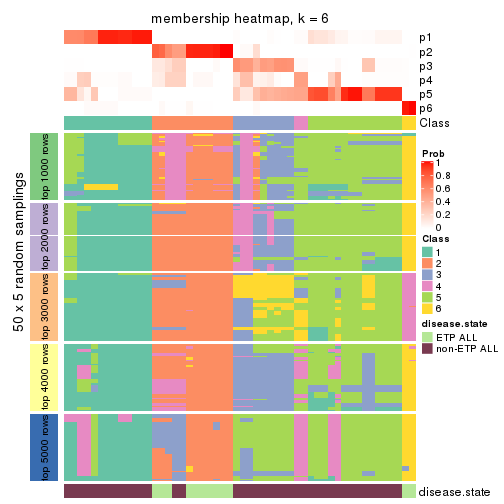 membership heatmap, k = 6
p1
p2
p3
p4
p5
p6
Class
50 x 5 random samplings
top 1000 rows
top 2000 rows
top 3000 rows
top 4000 rows
top 5000 rows
disease.state
Prob
1
0.8
0.6
0.4
0.2
0
Class
1
2
3
4
5
6
disease.state
ETP ALL
non-ETP ALL